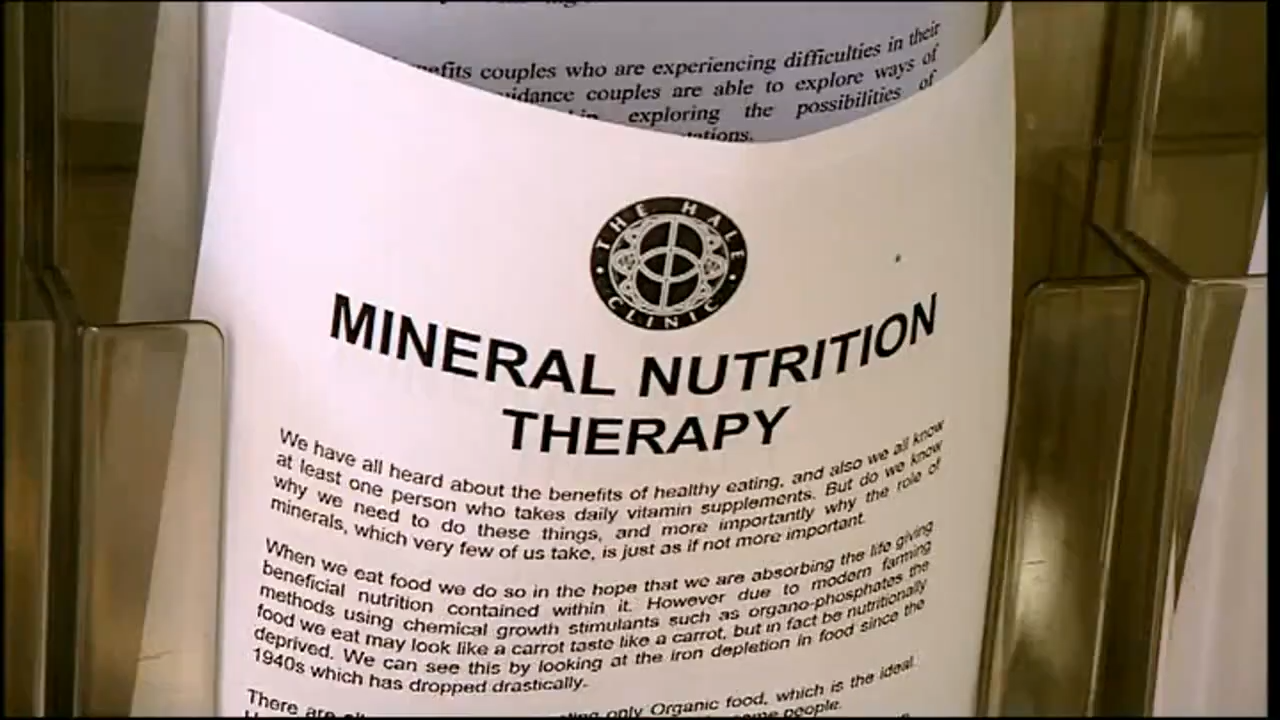 efits couples who are experiencing difficulties in their
idance couples are able to explore ways of
exploring the possibilities of
tations.
THE HALE CLINIC
MINERAL NUTRITION
THERAPY
We have all heard about the benefits of healthy eating, and also we all know
at least one person who takes daily vitamin supplements. But do we know
why we need to do these things, and more importantly why the role of
minerals, which very few of us take, is just as if not more important.
When we eat food we do so in the hope that we are absorbing the life giving
beneficial nutrition contained within it. However due to modern farming
methods using chemical growth stimulants such as organo-phosphates the
food we eat may look like a carrot taste like a carrot, but in fact be nutritionally
deprived. We can see this by looking at the iron depletion in food since the
1940s which has dropped drastically.
There are only Organic food, which is the ideal.
some people.